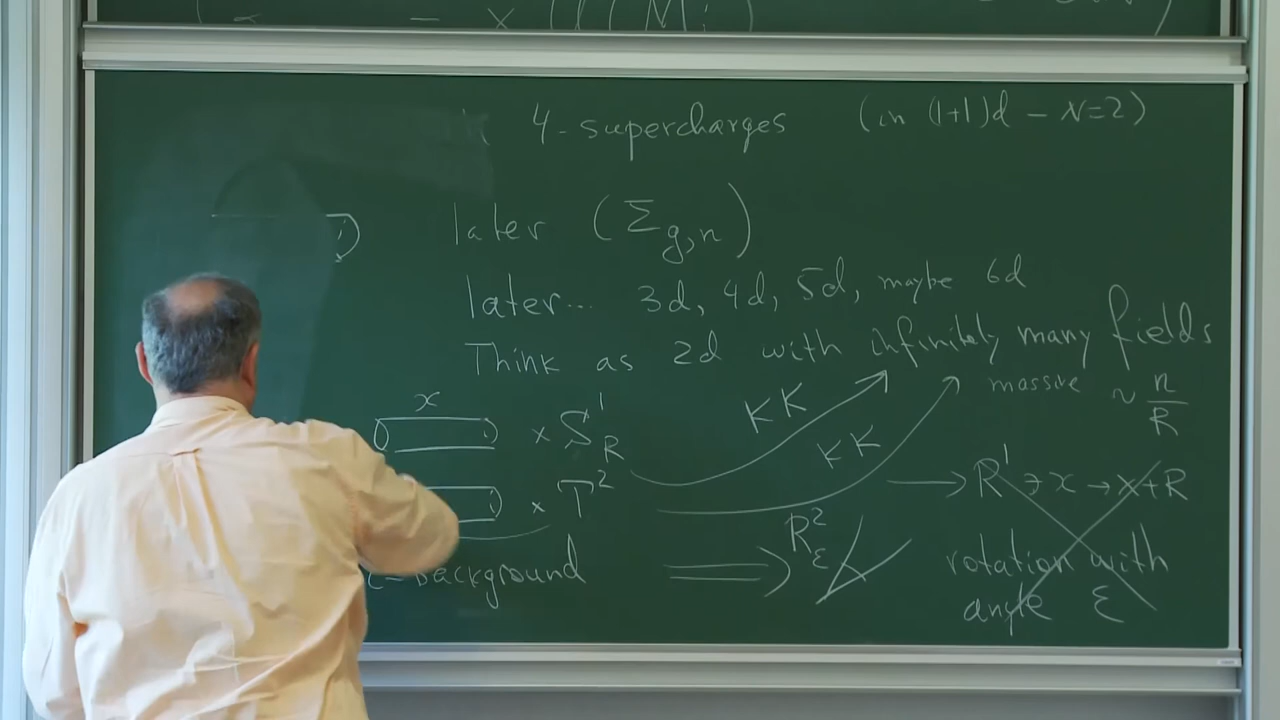 4-supercharges (in (1+1)d - N=2)
later (Σ g,n)
later... 3d, 4d, 5d, maybe 6d
Think as 2d with infinitely many fields
massive ~ n/R
x
× S¹_R KK
KK
× T² → R¹ ∋ x → x+R
background ⟹ R²_ε rotation with
angle ε